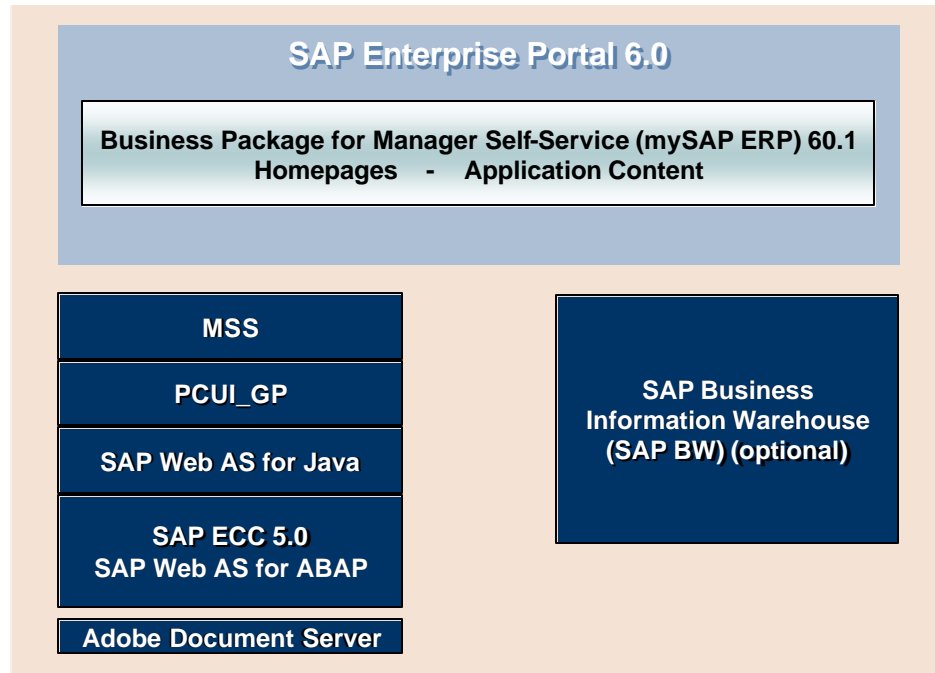 SAP Enterprise Portal 6.0
Business Package for Manager Self-Service (mySAP ERP) 60.1
Homepages - Application Content
MSS
PCUI_GP
SAP Web AS for Java
SAP ECC 5.0
SAP Web AS for ABAP
Adobe Document Server
SAP Business
Information Warehouse
(SAP BW) (optional)